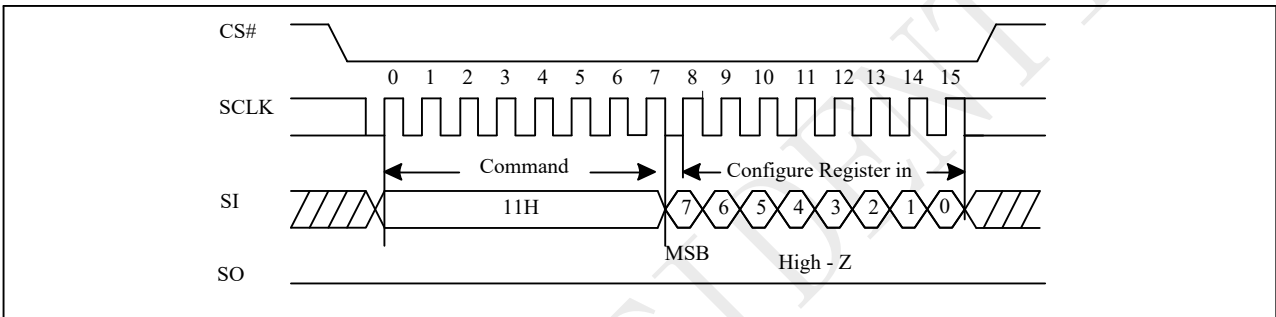 CS#
0 1 2 3 4 5 6 7 8 9 10 11 12 13 14 15
SCLK
Command Configure Register in
SI 11H 7 6 5 4 3 2 1 0
MSB High - Z
SO